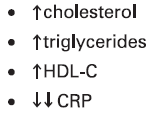 • ↑cholesterol
• ↑triglycerides
• ↑HDL-C
• ↓↓CRP